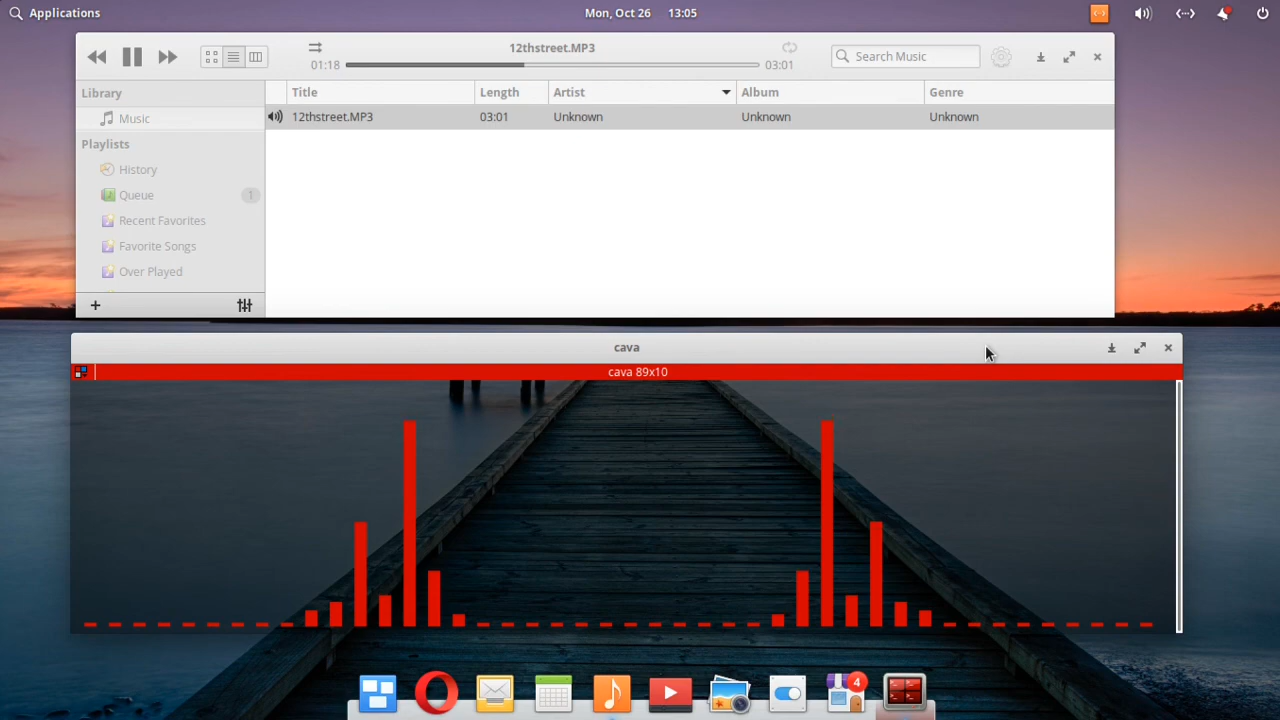 Applications
Mon, Oct 26 13:05
12thstreet.MP3
01:18
03:01
Search Music
Library
Music
Playlists
History
Queue 1
Recent Favorites
Favorite Songs
Over Played
Title Length Artist Album Genre
12thstreet.MP3 03:01 Unknown Unknown Unknown
cava
cava 89x10
4